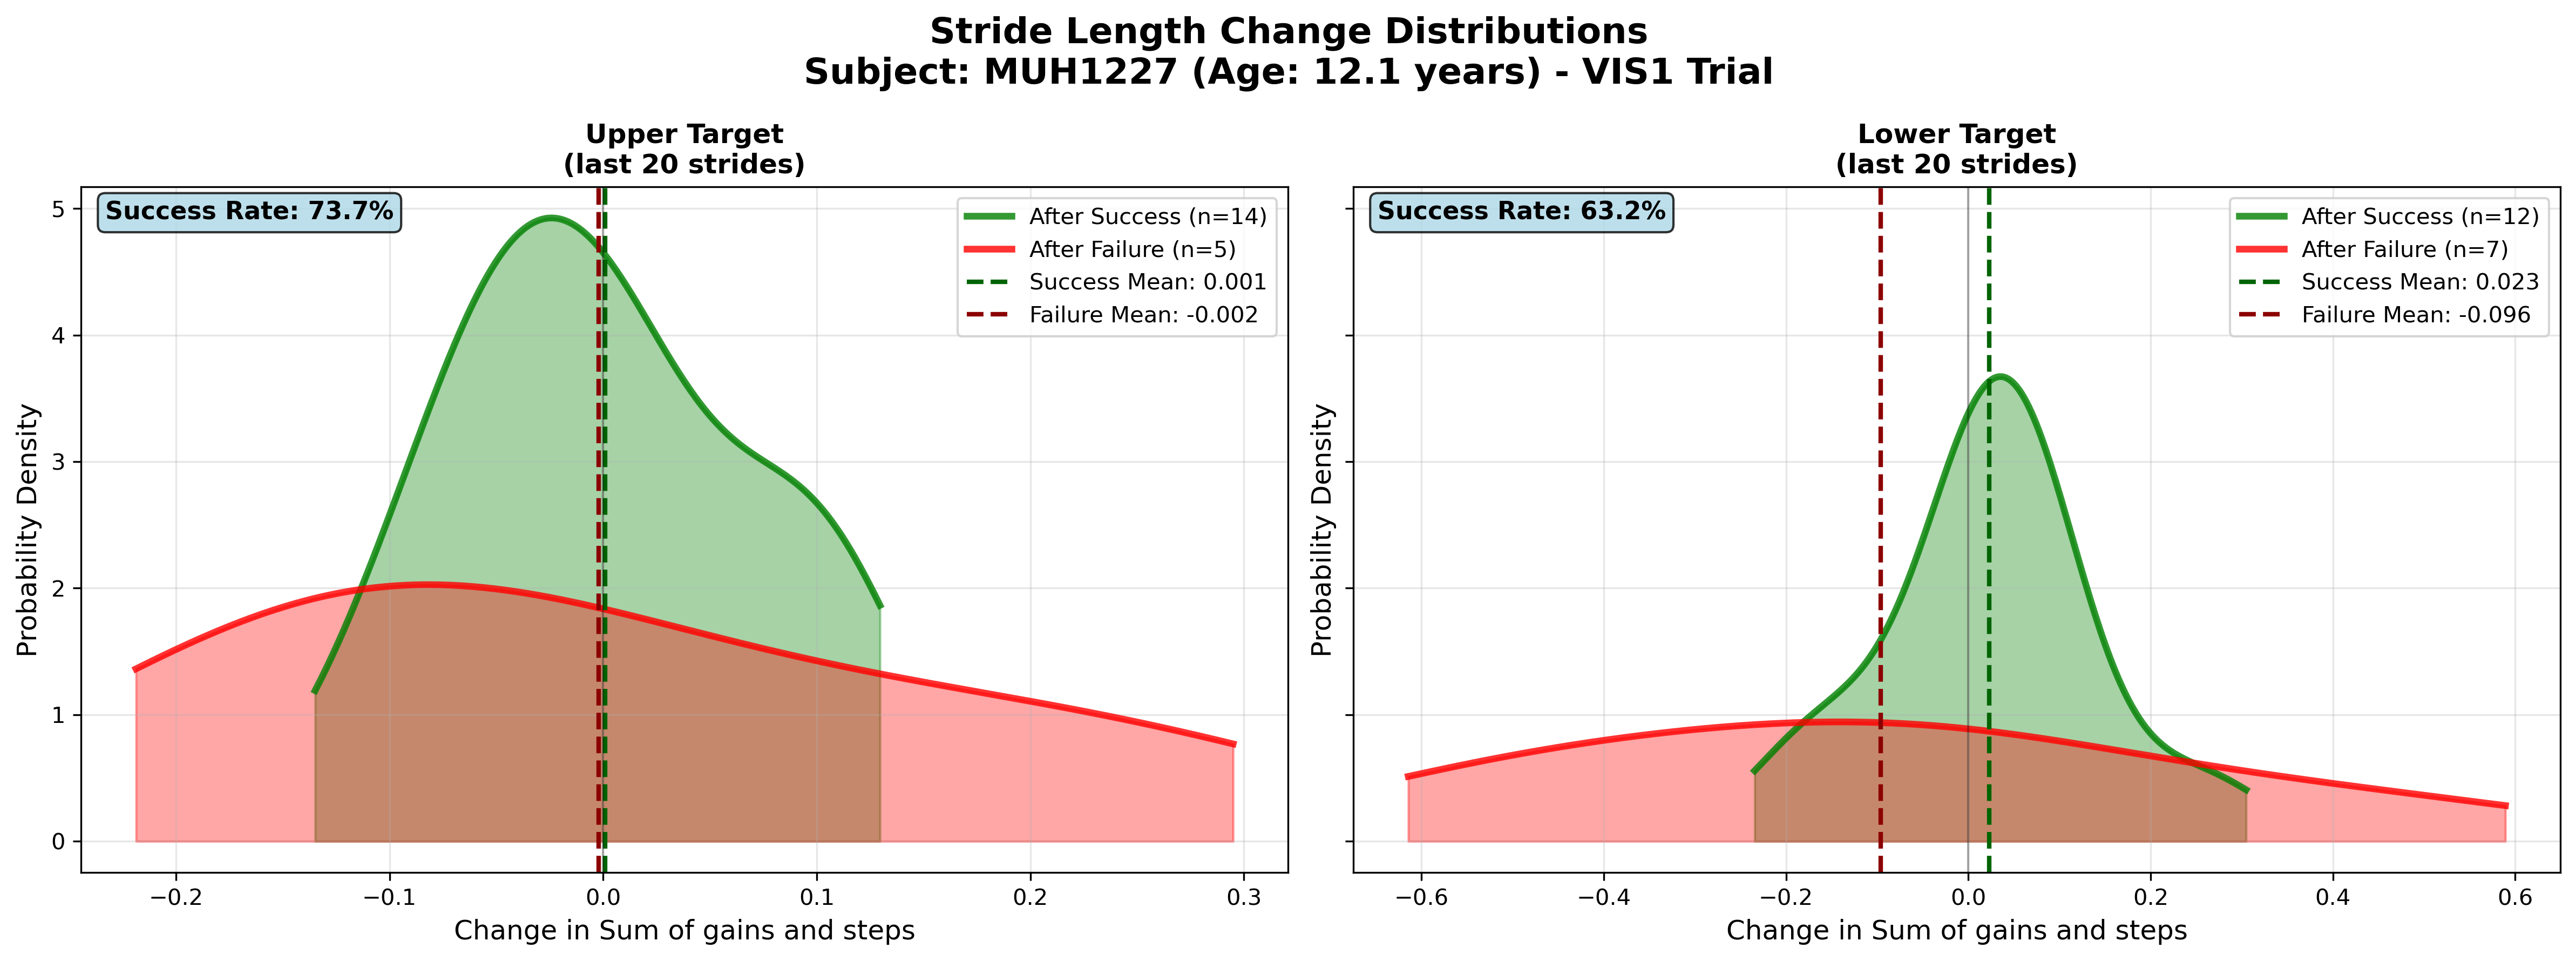 Stride Length Change Distributions
Subject: MUH1227 (Age: 12.1 years) - VIS1 Trial
Upper Target
(last 20 strides)
Success Rate: 73.7%
After Success (n=14)
After Failure (n=5)
Success Mean: 0.001
Failure Mean: -0.002
Probability Density
5
4
3
2
1
0
−0.2
−0.1
0.0
0.1
0.2
0.3
Change in Sum of gains and steps
Lower Target
(last 20 strides)
Success Rate: 63.2%
After Success (n=12)
After Failure (n=7)
Success Mean: 0.023
Failure Mean: -0.096
Probability Density
−0.6
−0.4
−0.2
0.0
0.2
0.4
0.6
Change in Sum of gains and steps